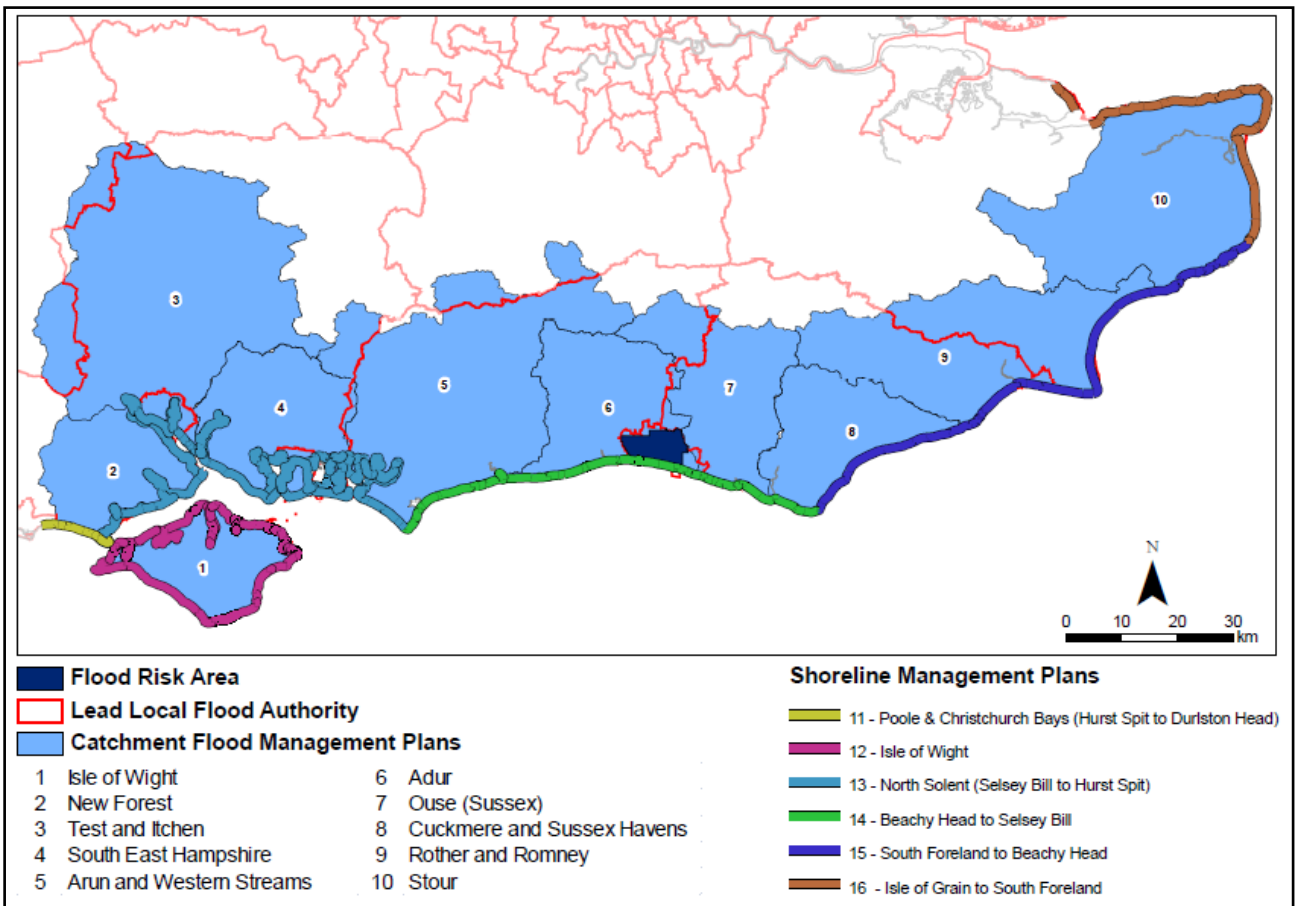 10
3
9
5
4
7
6
8
2
1
N
0 10 20 30
km
Flood Risk Area
Lead Local Flood Authority
Catchment Flood Management Plans
1 Isle of Wight
2 New Forest
3 Test and Itchen
4 South East Hampshire
5 Arun and Western Streams
6 Adur
7 Ouse (Sussex)
8 Cuckmere and Sussex Havens
9 Rother and Romney
10 Stour
Shoreline Management Plans
11 - Poole & Christchurch Bays (Hurst Spit to Durlston Head)
12 - Isle of Wight
13 - North Solent (Selsey Bill to Hurst Spit)
14 - Beachy Head to Selsey Bill
15 - South Foreland to Beachy Head
16 - Isle of Grain to South Foreland